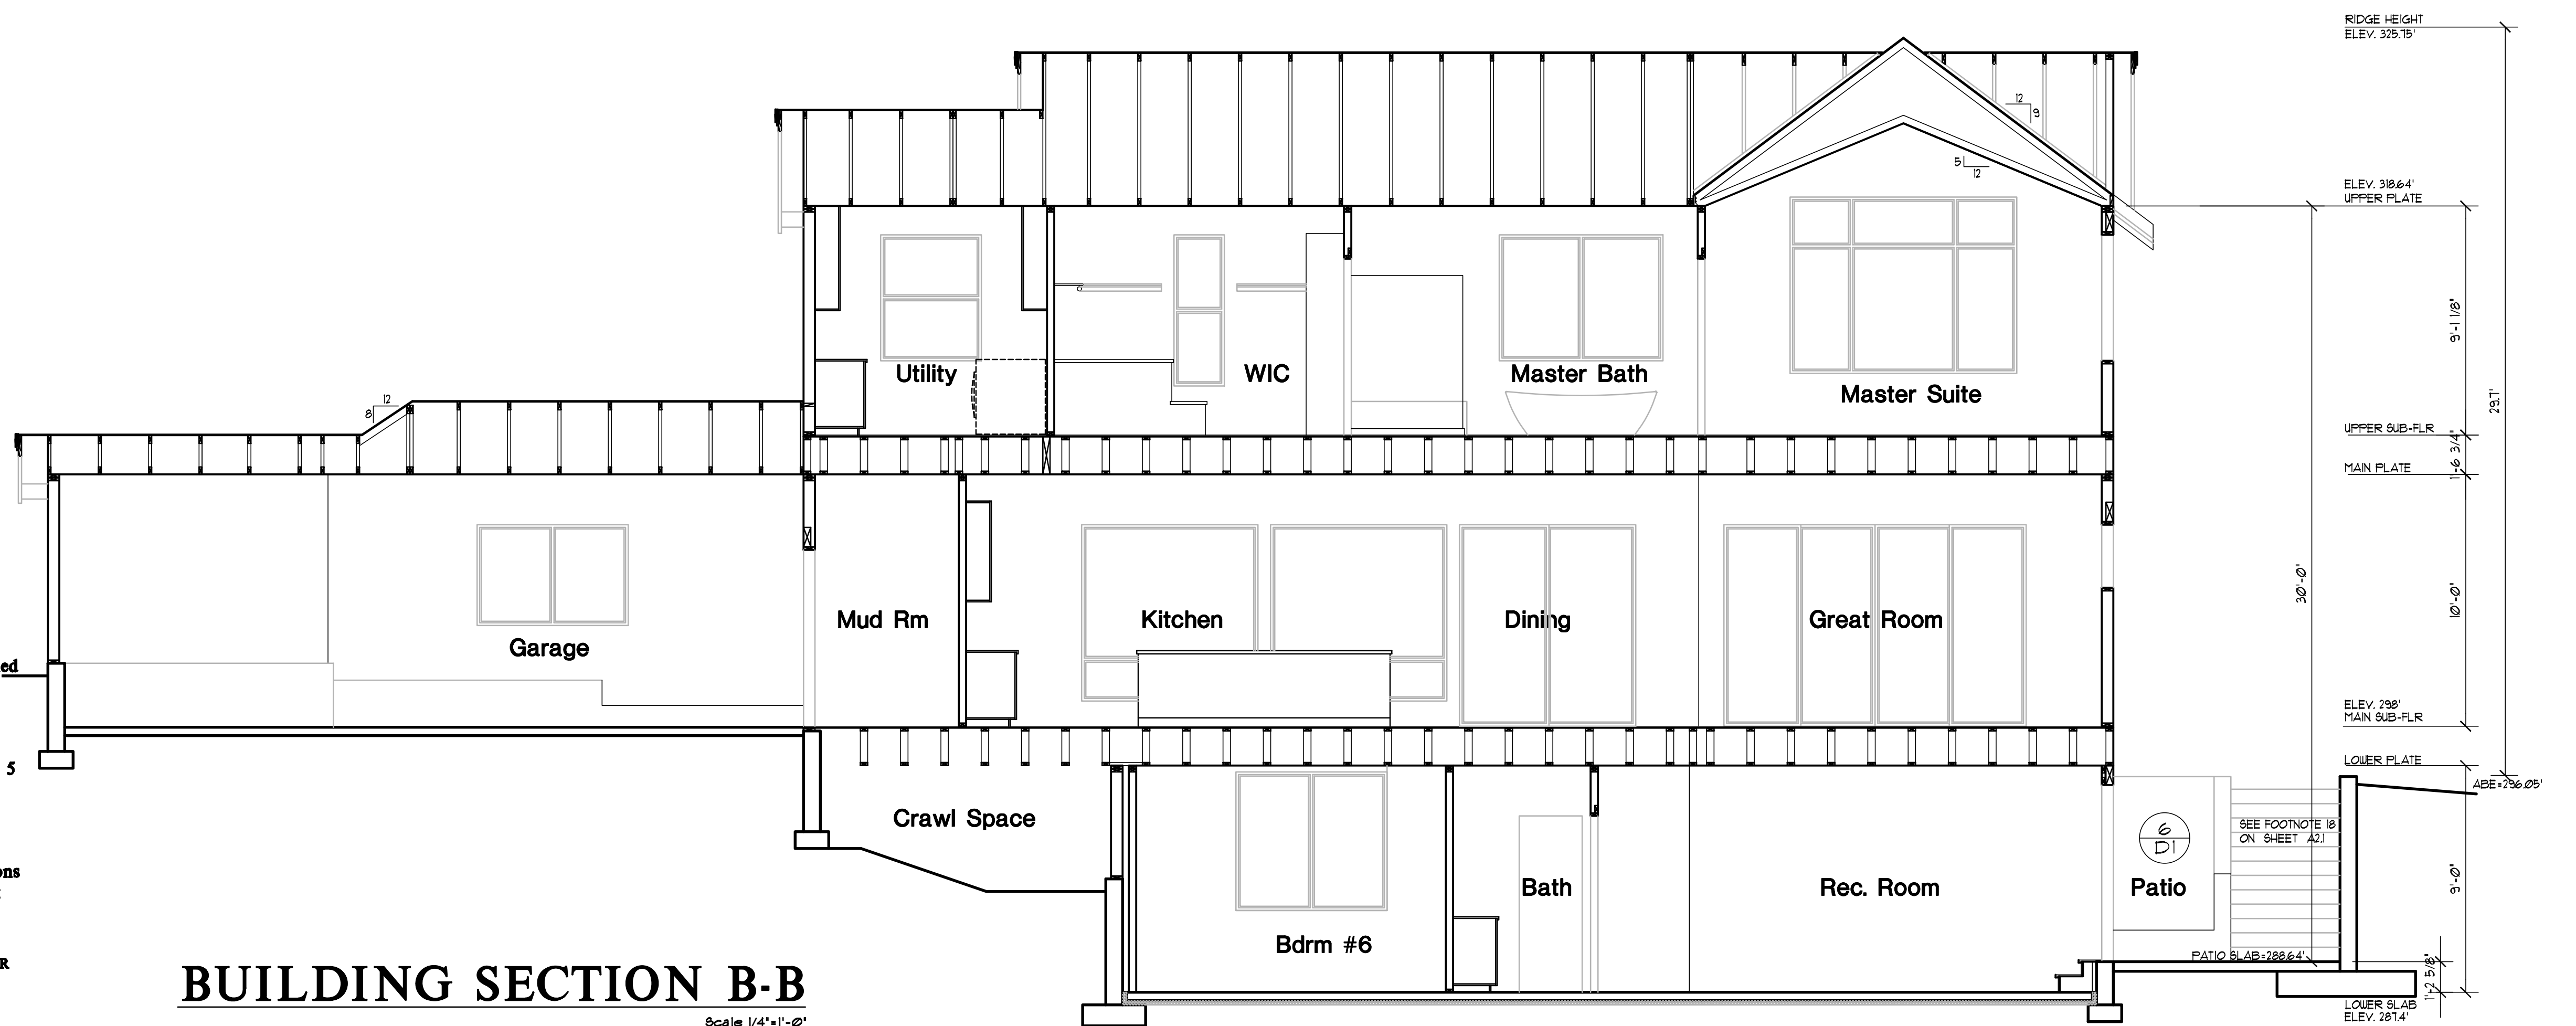 RIDGE HEIGHT
ELEV. 325.75'
12
9
5
12
ELEV. 318.64'
UPPER PLATE
9'-1 1/8"
29.7'
Utility
WIC
Master Bath
Master Suite
12
8
UPPER SUB-FLR
1'-6 3/4"
MAIN PLATE
30'-0"
10'-0"
Garage
Mud Rm
Kitchen
Dining
Great Room
ed
ELEV. 298'
MAIN SUB-FLR
5
LOWER PLATE
ABE=296.05'
Crawl Space
6
D1
SEE FOOTNOTE 18
ON SHEET A2.1
ons
Bdrm #6
Bath
Rec. Room
Patio
9'-0"
R
BUILDING SECTION B-B
Scale 1/4"=1'-0"
PATIO SLAB=288.64'
1'-2 5/8"
LOWER SLAB
ELEV. 287.4'